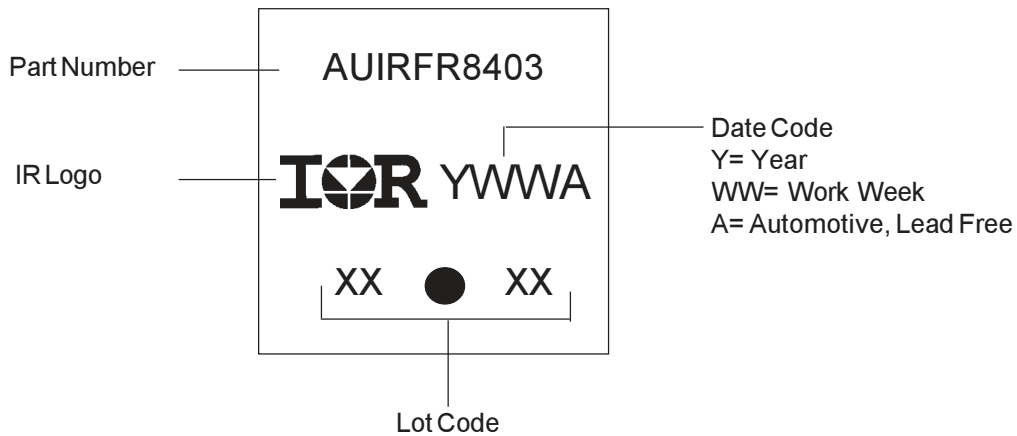 Part Number
AUIRFR8403
IR Logo
IOR YWWA
Date Code
Y= Year
WW= Work Week
A= Automotive, Lead Free
XX XX
Lot Code